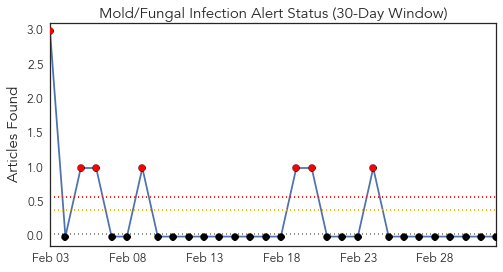 Mold/Fungal Infection Alert Status (30-Day Window)
Articles Found
3.0
2.5
2.0
1.5
1.0
0.5
0.0
Feb 03 Feb 08 Feb 13 Feb 18 Feb 23 Feb 28